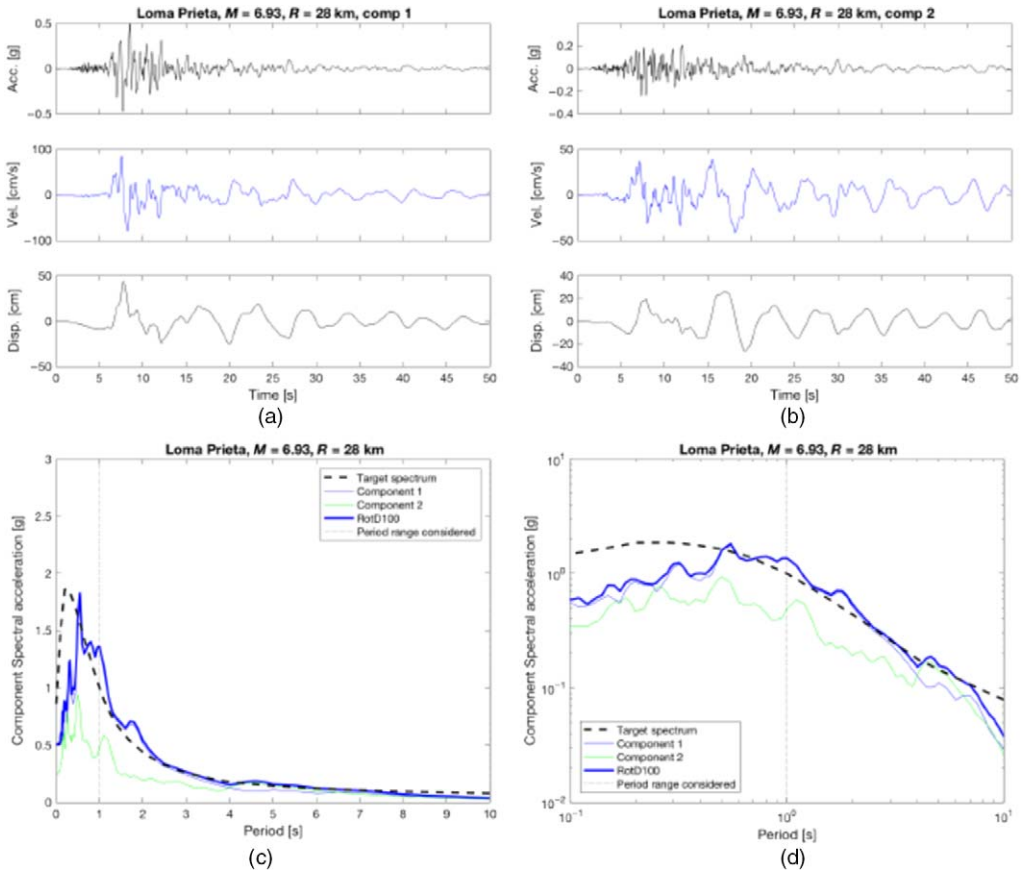 Loma Prieta, M = 6.93, R = 28 km, comp 1
0.5
0
−0.5
Acc. [g]
100
0
−100
Vel. [cm/s]
50
0
−50
Disp. [cm]
0 5 10 15 20 25 30 35 40 45 50
Time [s]
(a)
Loma Prieta, M = 6.93, R = 28 km, comp 2
0.2
0
−0.2
−0.4
Acc. [g]
50
0
−50
Vel. [cm/s]
40
20
0
−20
−40
Disp. [cm]
0 5 10 15 20 25 30 35 40 45 50
Time [s]
(b)
Loma Prieta, M = 6.93, R = 28 km
3
2.5
2
1.5
1
0.5
0
Component Spectral acceleration [g]
Target spectrum
Component 1
Component 2
RotD100
Period range considered
0 1 2 3 4 5 6 7 8 9 10
Period [s]
(c)
Loma Prieta, M = 6.93, R = 28 km
10¹
10⁰
10⁻¹
10⁻²
Component Spectral acceleration [g]
Target spectrum
Component 1
Component 2
RotD100
Period range considered
10⁻¹ 10⁰ 10¹
Period [s]
(d)